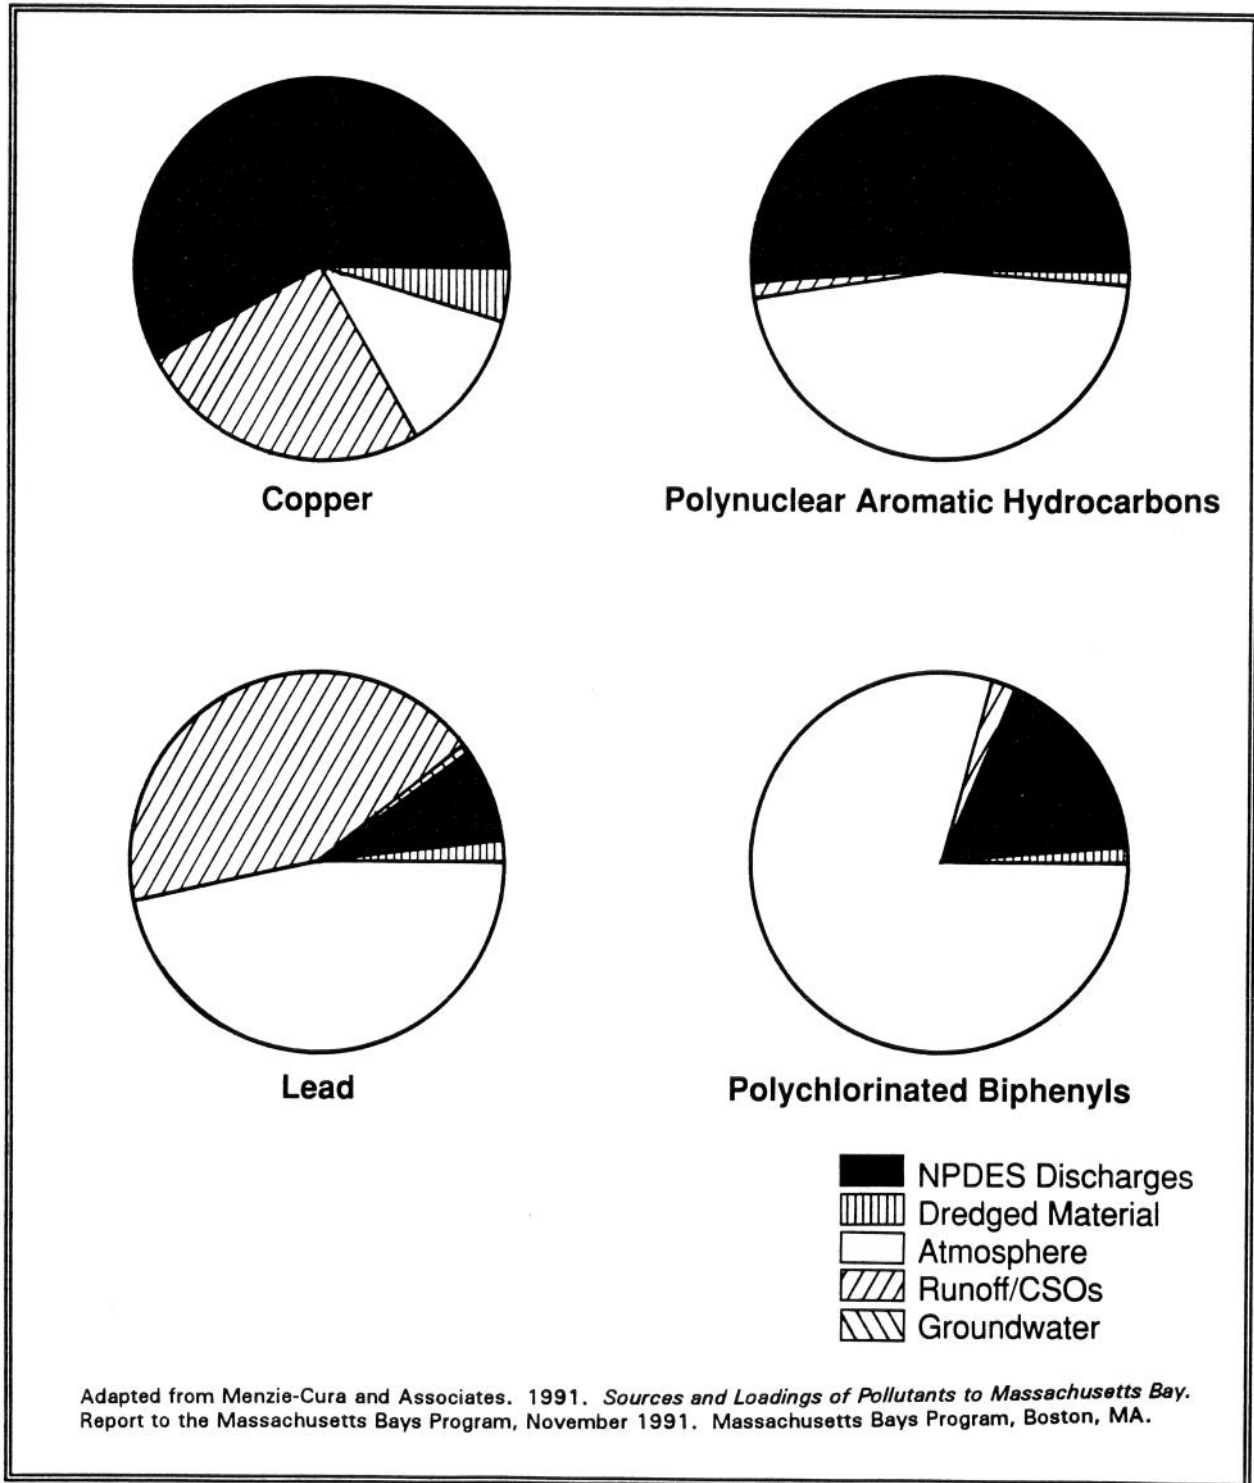 Copper
Polynuclear Aromatic Hydrocarbons
Lead
Polychlorinated Biphenyls
NPDES Discharges
Dredged Material
Atmosphere
Runoff/CSOs
Groundwater
Adapted from Menzie-Cura and Associates. 1991. Sources and Loadings of Pollutants to Massachusetts Bay.
Report to the Massachusetts Bays Program, November 1991. Massachusetts Bays Program, Boston, MA.